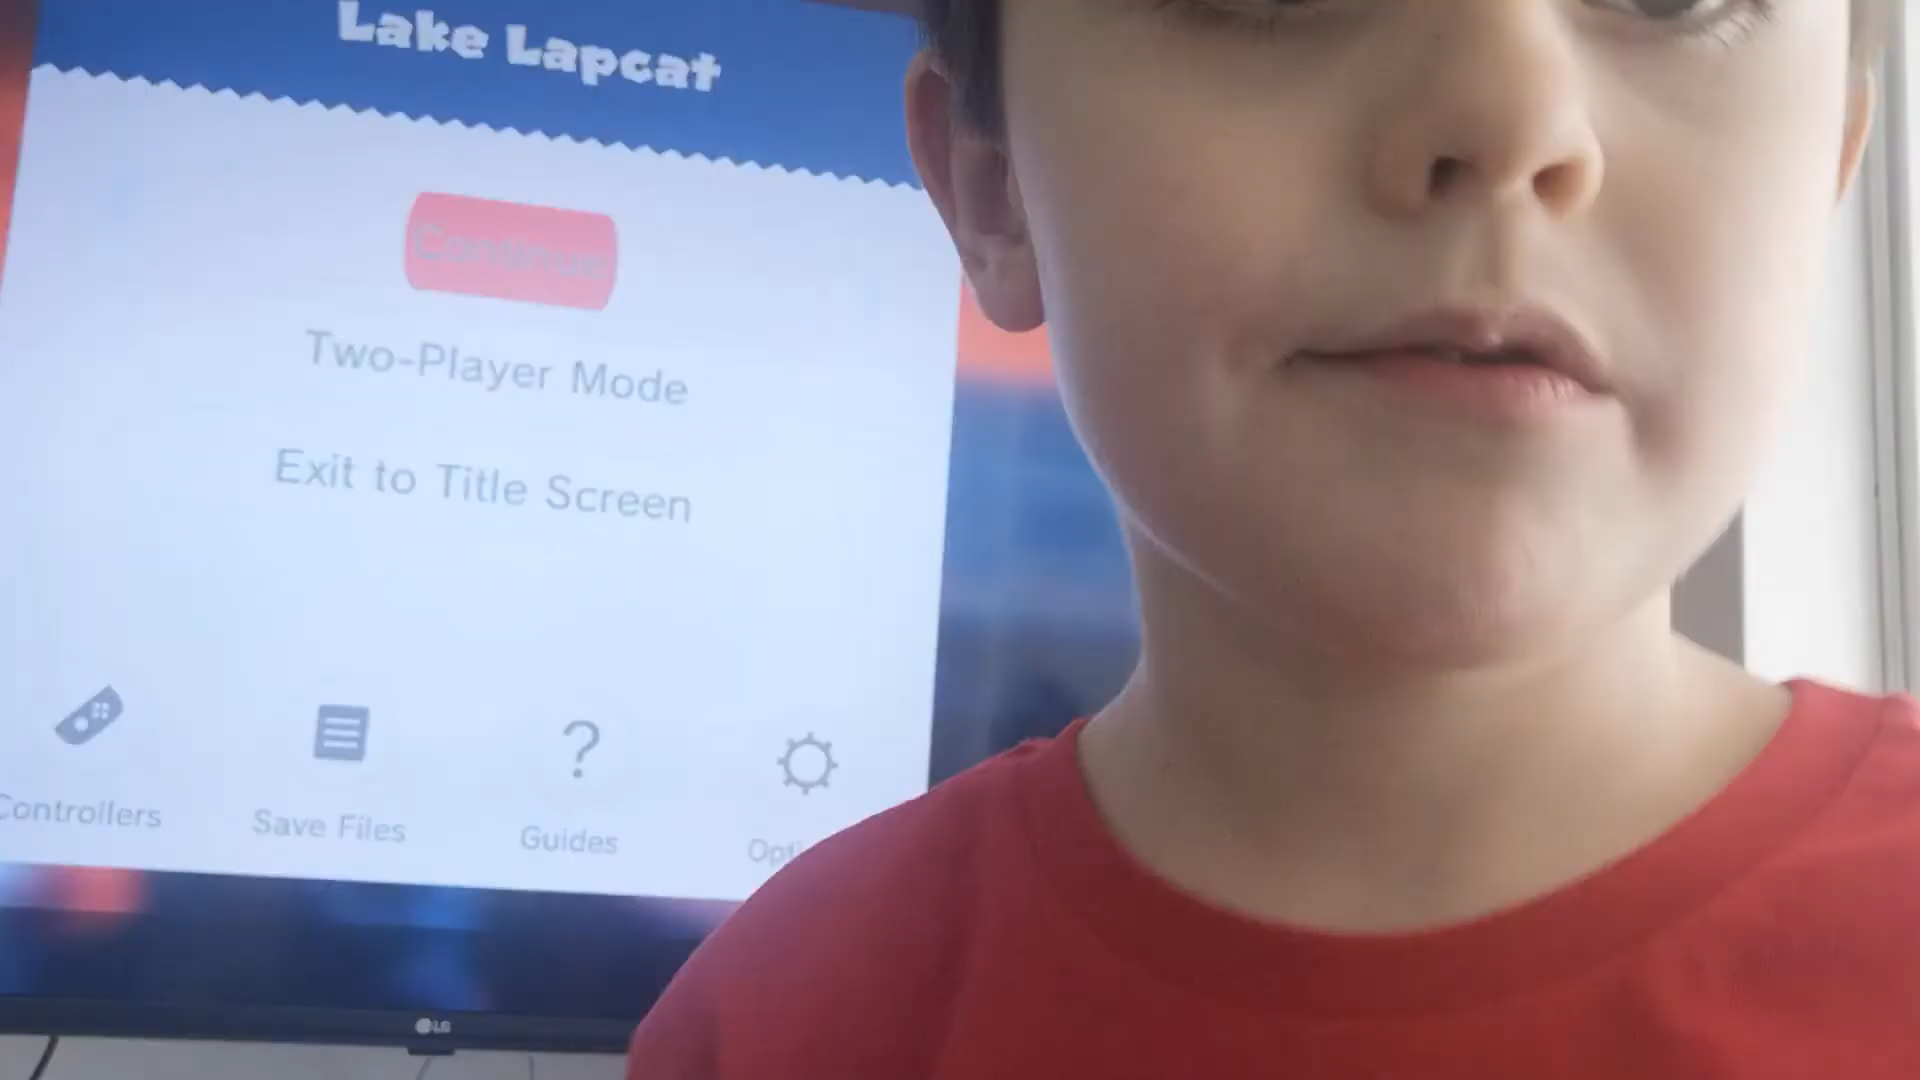 Lake Lapcat
Continue
Two-Player Mode
Exit to Title Screen
Controllers
Save Files
?
Guides
LG